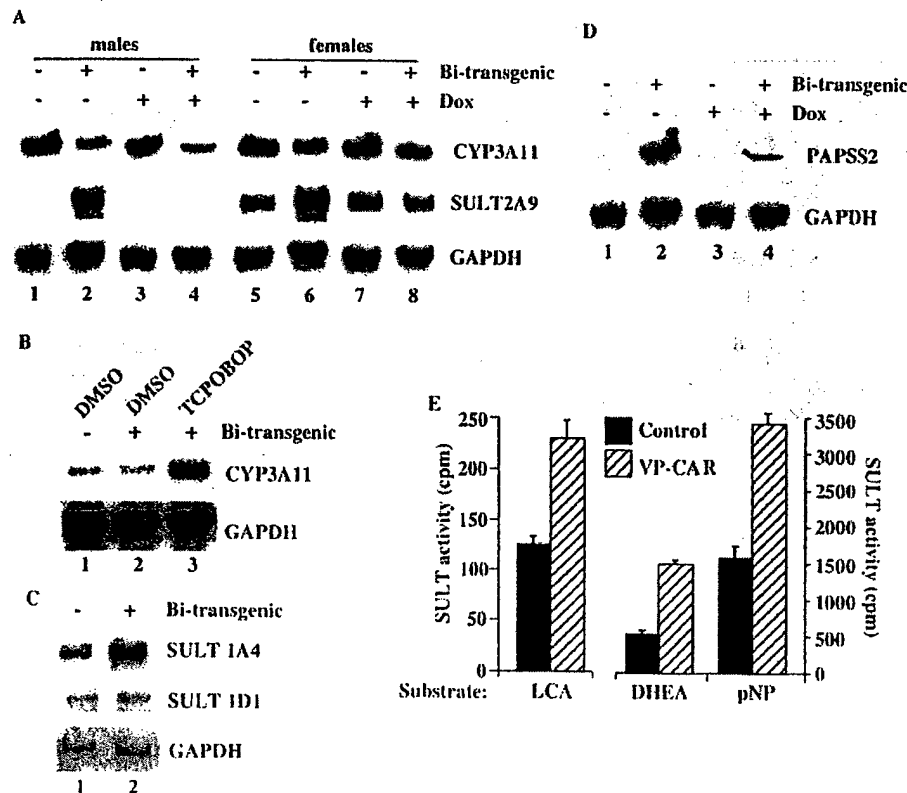 A
males females
- + - + - + - + Bi-transgenic
- - + + - - + + Dox
CYP3A11
SULT2A9
GAPDH
1 2 3 4 5 6 7 8
D
- + - + Bi-transgenic
- - + + Dox
PAPSS2
GAPDH
1 2 3 4
B
DMSO DMSO TCPOBOP
- + + Bi-transgenic
CYP3A11
GAPDH
1 2 3
C
- + Bi-transgenic
SULT 1A4
SULT 1D1
GAPDH
1 2
E
SULT activity (cpm)
250
200
150
100
50
0
Control
VP-CAR
3500
3000
2500
2000
1500
1000
500
0
SULT activity (cpm)
Substrate: LCA DHEA pNP